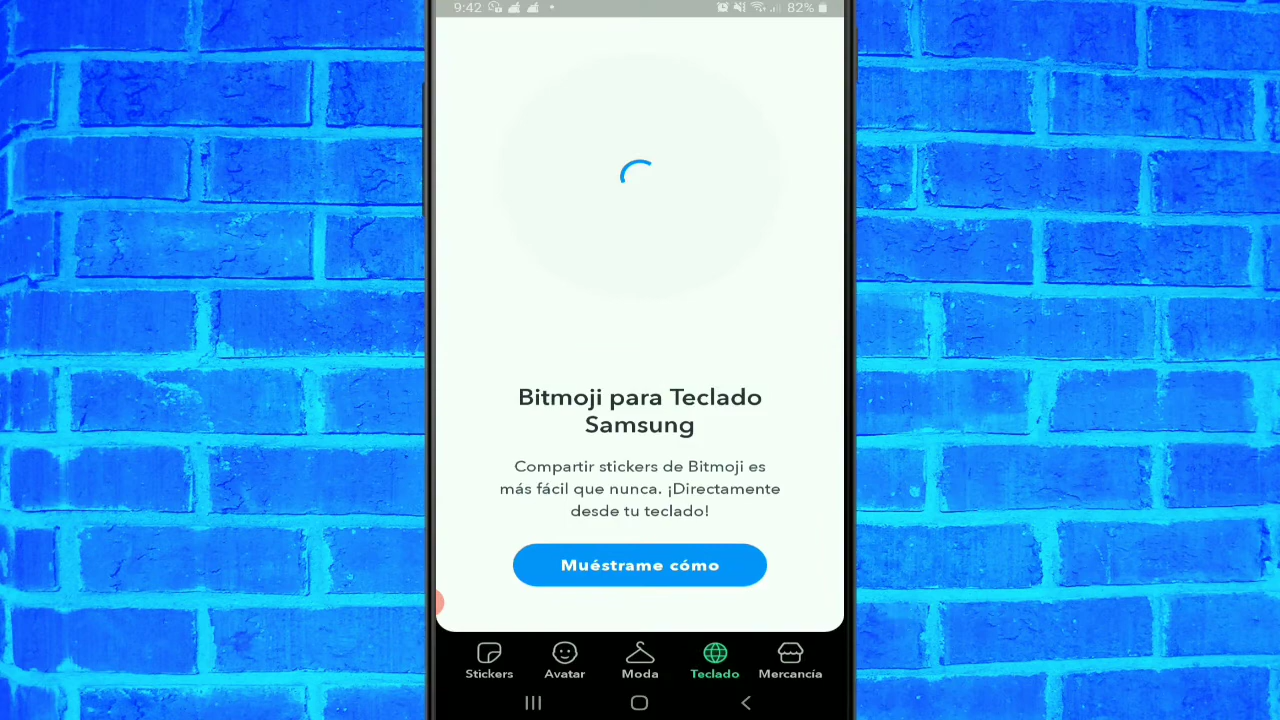 9:42
82%
Bitmoji para Teclado
Samsung
Compartir stickers de Bitmoji es
más fácil que nunca. ¡Directamente
desde tu teclado!
Muéstrame cómo
Stickers Avatar Moda Teclado Mercancía